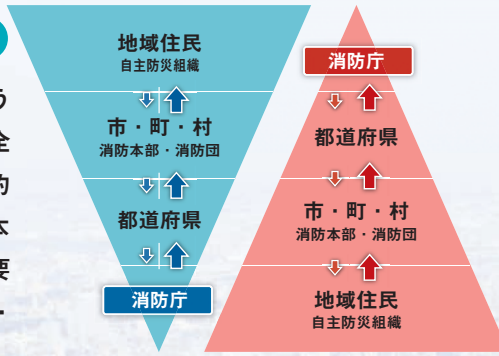 地域住民
自主防災組織
市・町・村
消防本部・消防団
都道府県
消防庁
消防庁
都道府県
市・町・村
消防本部・消防団
地域住民
自主防災組織